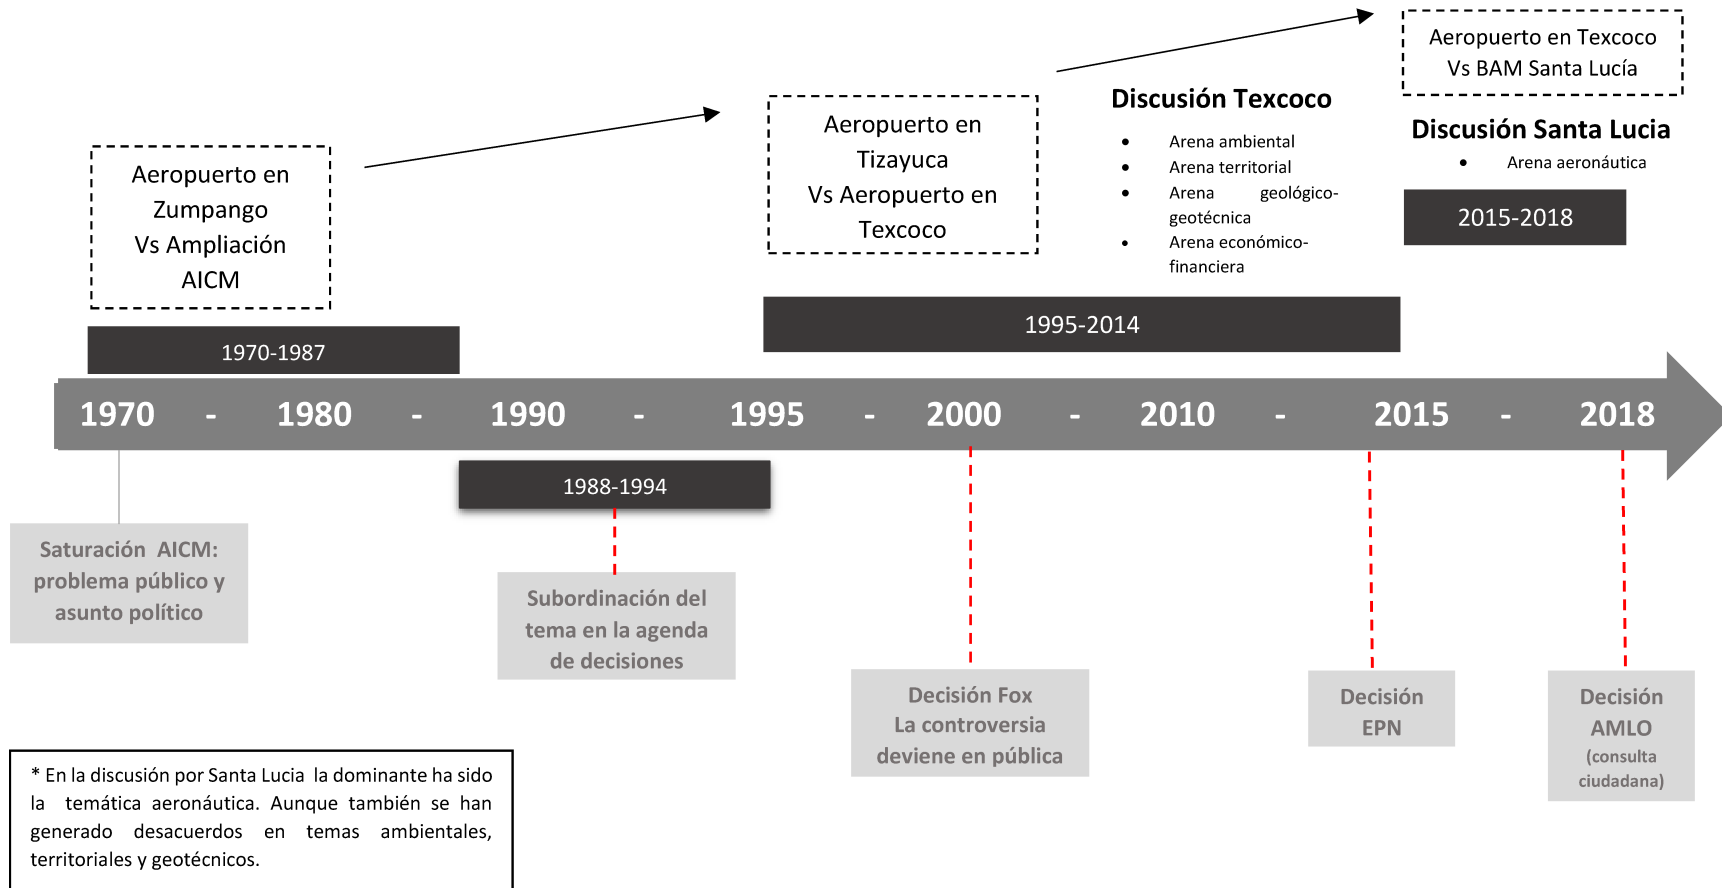 Aeropuerto en
Zumpango
Vs Ampliación
AICM
1970-1987
Aeropuerto en
Tizayuca
Vs Aeropuerto en
Texcoco
Discusión Texcoco
• Arena ambiental
• Arena territorial
• Arena geológico-
geotécnica
• Arena económico-
financiera
1995-2014
Aeropuerto en Texcoco
Vs BAM Santa Lucía
Discusión Santa Lucia
• Arena aeronáutica
2015-2018
1970 - 1980 - 1990 - 1995 - 2000 - 2010 - 2015 - 2018
1988-1994
Saturación AICM:
problema público y
asunto político
Subordinación del
tema en la agenda
de decisiones
Decisión Fox
La controversia
deviene en pública
Decisión
EPN
Decisión
AMLO
(consulta
ciudadana)
* En la discusión por Santa Lucia la dominante ha sido
la temática aeronáutica. Aunque también se han
generado desacuerdos en temas ambientales,
territoriales y geotécnicos.